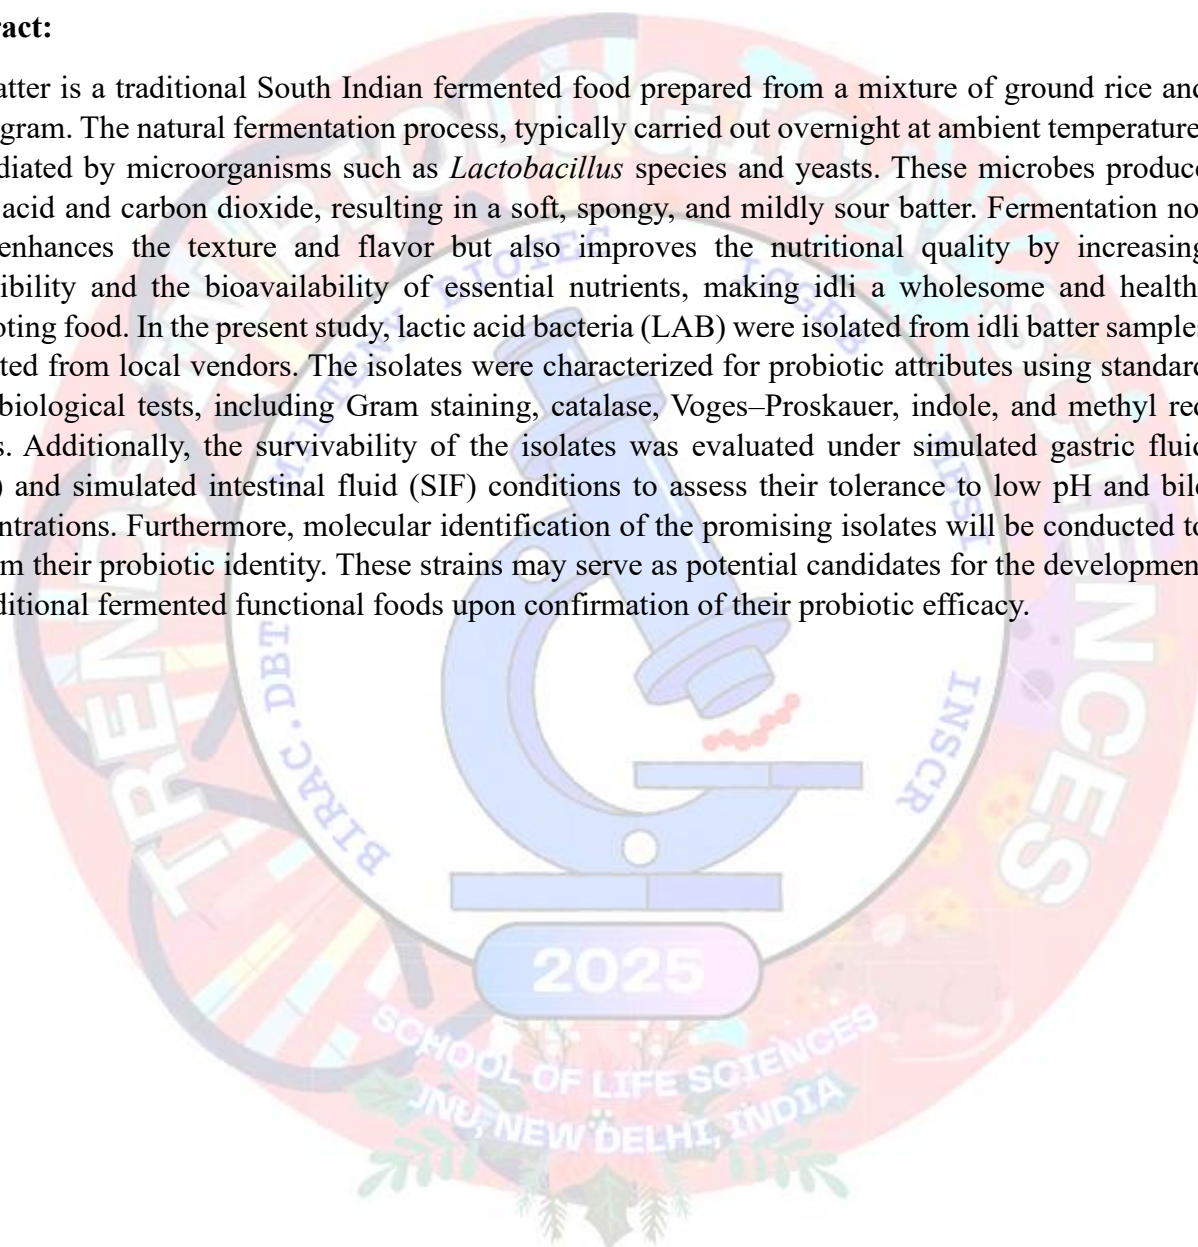 ract:
atter is a traditional South Indian fermented food prepared from a mixture of ground rice and
gram. The natural fermentation process, typically carried out overnight at ambient temperature
diated by microorganisms such as Lactobacillus species and yeasts. These microbes produce
acid and carbon dioxide, resulting in a soft, spongy, and mildly sour batter. Fermentation no
enhances the texture and flavor but also improves the nutritional quality by increasing
ibility and the bioavailability of essential nutrients, making idli a wholesome and health
oting food. In the present study, lactic acid bacteria (LAB) were isolated from idli batter samples
ted from local vendors. The isolates were characterized for probiotic attributes using standard
biological tests, including Gram staining, catalase, Voges–Proskauer, indole, and methyl red
s. Additionally, the survivability of the isolates was evaluated under simulated gastric fluid
) and simulated intestinal fluid (SIF) conditions to assess their tolerance to low pH and bile
ntrations. Furthermore, molecular identification of the promising isolates will be conducted to
m their probiotic identity. These strains may serve as potential candidates for the development
ditional fermented functional foods upon confirmation of their probiotic efficacy.
BIRAC.DBT
INSCR
SCIENCES
2025
SCHOOL OF LIFE SCIENCES
JNU, NEW DELHI, INDIA